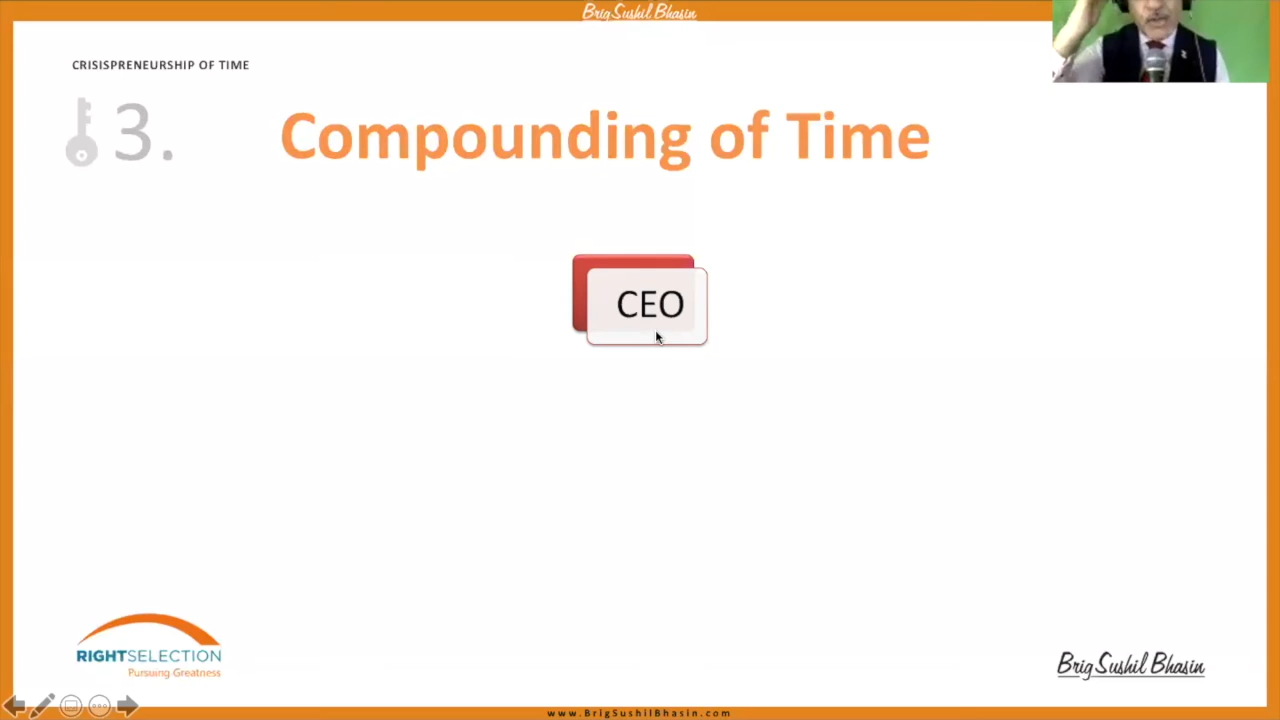 Brig Sushil Bhasin
CRISISPRENEURSHIP OF TIME
3.
Compounding of Time
CEO
RIGHTSELECTION
Pursuing Greatness
Brig Sushil Bhasin
www.BrigSushilBhasin.com